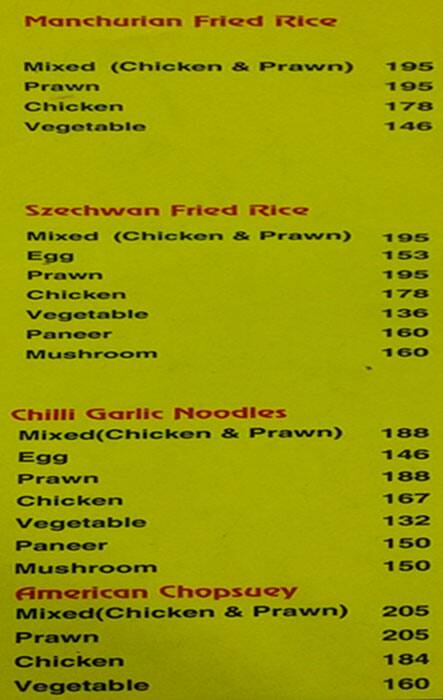 Manchurian Fried Rice
Mixed (Chicken & Prawn) 195
Prawn 195
Chicken 178
Vegetable 146
Szechwan Fried Rice
Mixed (Chicken & Prawn) 195
Egg 153
Prawn 195
Chicken 178
Vegetable 136
Paneer 160
Mushroom 160
Chilli Garlic Noodles
Mixed(Chicken & Prawn) 188
Egg 146
Prawn 188
Chicken 167
Vegetable 132
Paneer 150
Mushroom 150
American Chopsuey
Mixed(Chicken & Prawn) 205
Prawn 205
Chicken 184
Vegetable 160